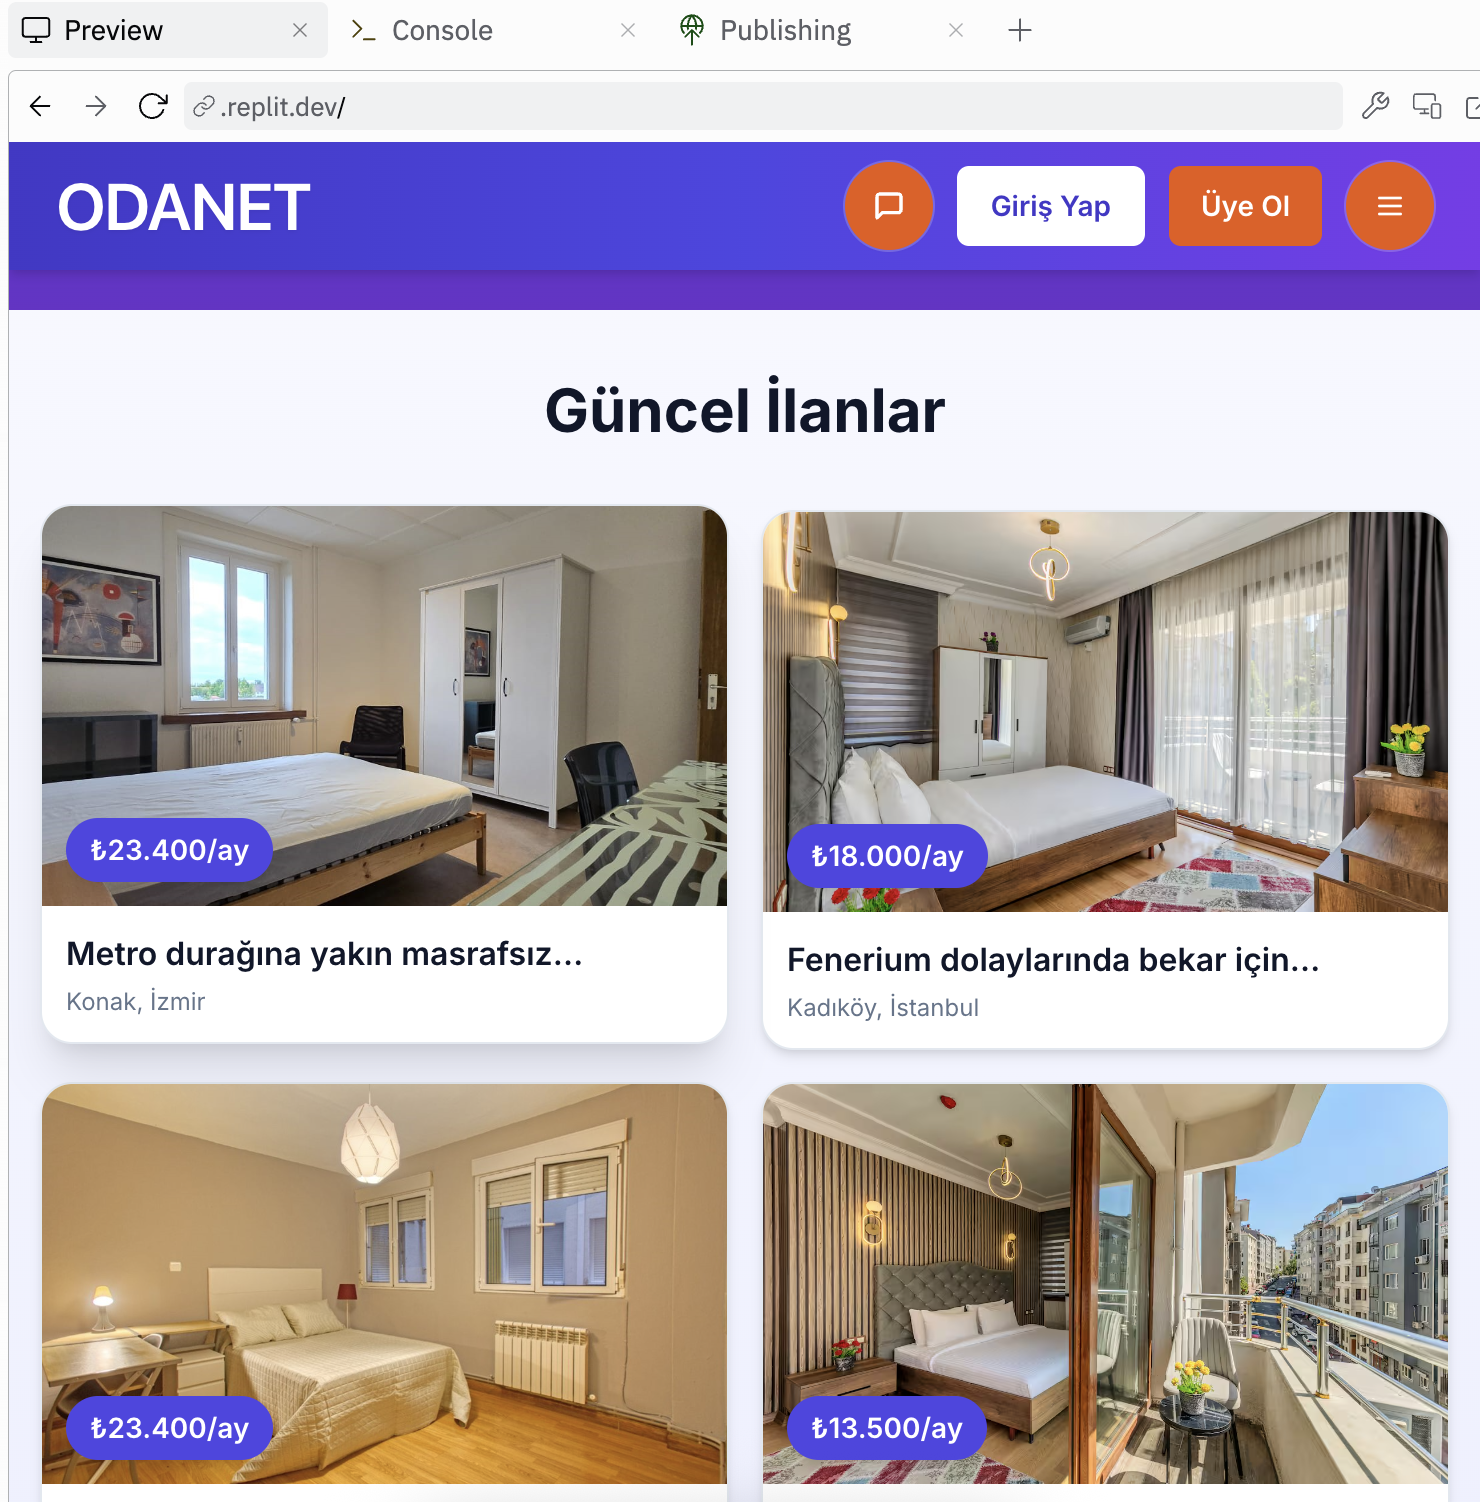 Preview
Console
Publishing
.replit.dev/
ODANET
Giriş Yap
Üye Ol
Güncel İlanlar
₺23.400/ay
₺18.000/ay
Metro durağına yakın masrafsız...
Konak, İzmir
Fenerium dolaylarında bekar için...
Kadıköy, İstanbul
₺23.400/ay
₺13.500/ay